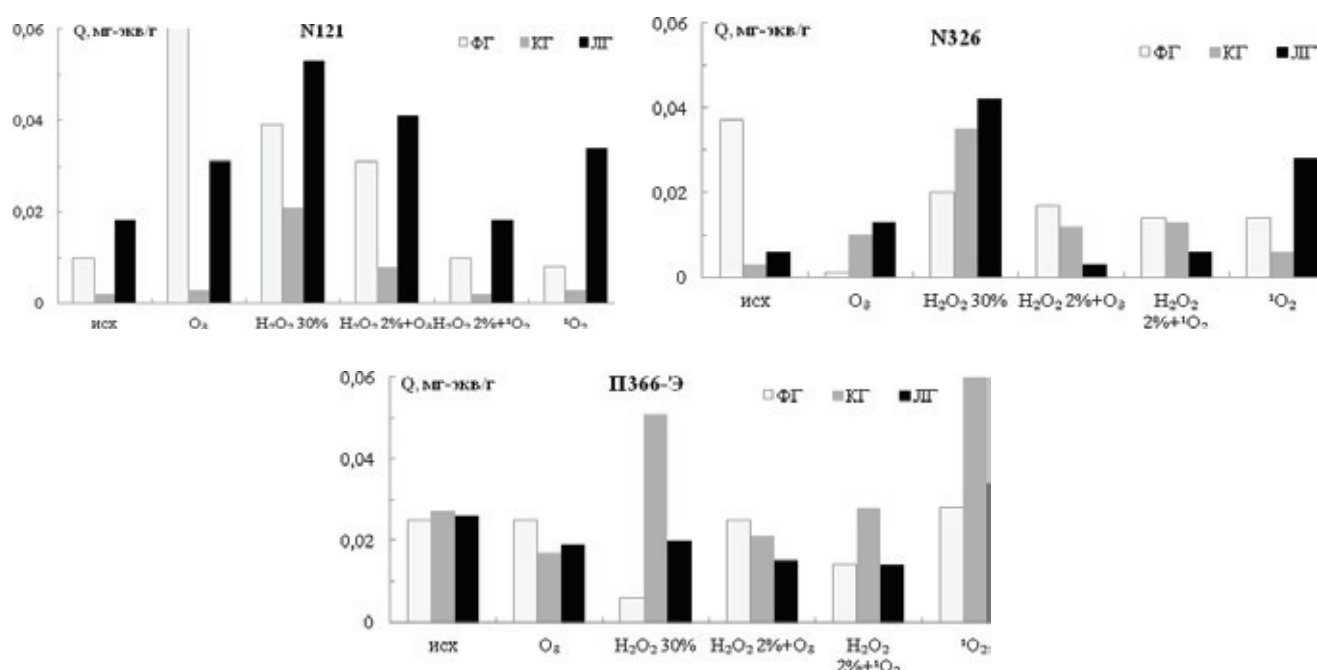 Q, мг-экв/г
N121
ФГ КГ ЛГ
0,06
0,04
0,02
0
исх O₃ H₂O₂ 30% H₂O₂ 2%+O₃ H₂O₂ 2%+¹O₂ ¹O₂
Q, мг-экв/г
N326
ФГ КГ ЛГ
0,06
0,04
0,02
0
исх O₃ H₂O₂ 30% H₂O₂ 2%+O₃ H₂O₂ ¹O₂
2%+¹O₂
Q, мг-экв/г
П366-Э
ФГ КГ ЛГ
0,06
0,04
0,02
0
исх O₃ H₂O₂ 30% H₂O₂ 2%+O₃ H₂O₂ ¹O₂
2%+¹O₂